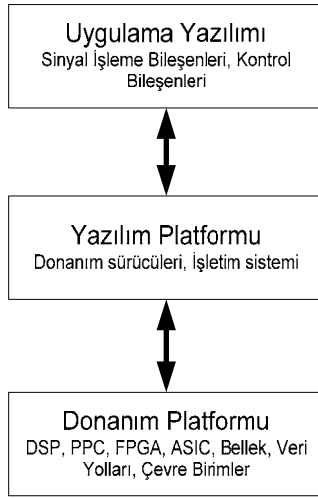 Uygulama Yazılımı
Sinyal İşleme Bileşenleri, Kontrol
Bileşenleri
Yazılım Platformu
Donanım sürücüleri, İşletim sistemi
Donanım Platformu
DSP, PPC, FPGA, ASIC, Bellek, Veri
Yolları, Çevre Birimler